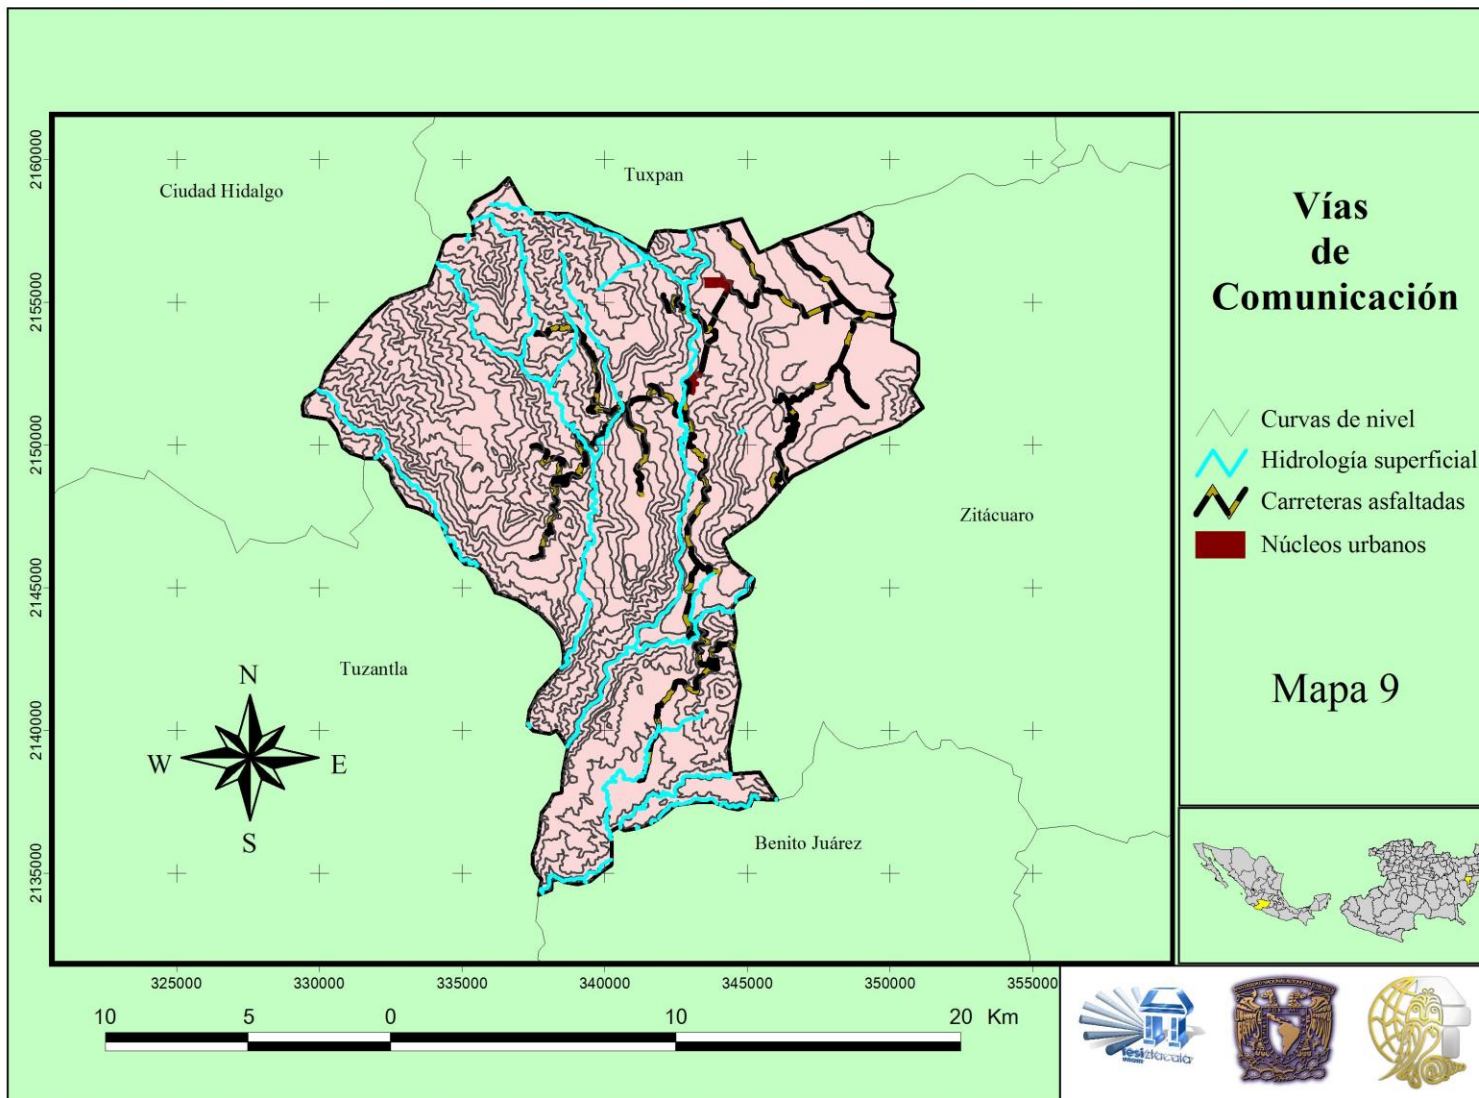 Vías
de
Comunicación
Curvas de nivel
Hidrología superficial
Carreteras asfaltadas
Núcleos urbanos
Mapa 9
Ciudad Hidalgo
Tuxpan
Zitácuaro
Tuzantla
Benito Juárez
N
W
E
S
2160000
2155000
2150000
2145000
2140000
2135000
325000
330000
335000
340000
345000
350000
355000
10 5 0 10 20 Km
iesiztacala